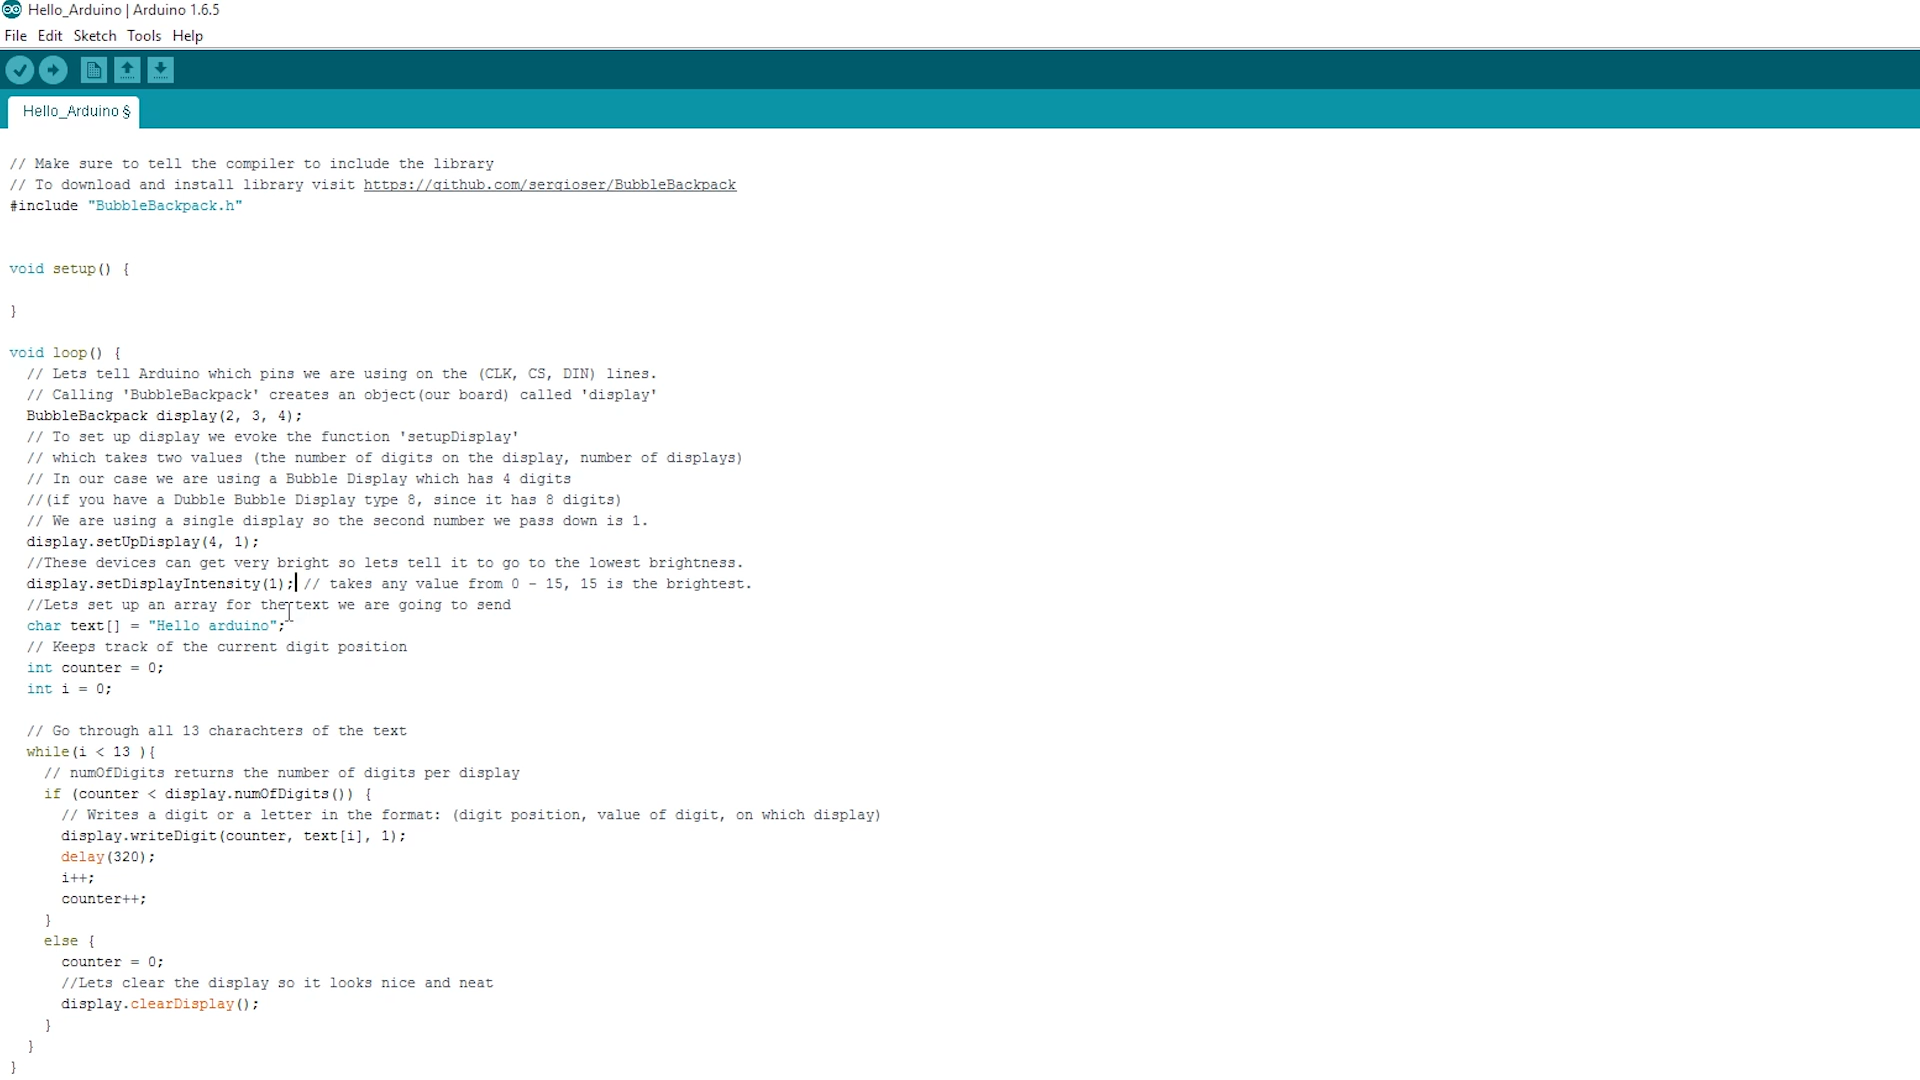 Hello_Arduino | Arduino 1.6.5
File Edit Sketch Tools Help
Hello_Arduino §
// Make sure to tell the compiler to include the library
// To download and install library visit https://github.com/sergioser/BubbleBackpack
#include "BubbleBackpack.h"
void setup() {
}
void loop() {
// Lets tell Arduino which pins we are using on the (CLK, CS, DIN) lines.
// Calling 'BubbleBackpack' creates an object(our board) called 'display'
BubbleBackpack display(2, 3, 4);
// To set up display we evoke the function 'setupDisplay'
// which takes two values (the number of digits on the display, number of displays)
// In our case we are using a Bubble Display which has 4 digits
//(if you have a Dubble Bubble Display type 8, since it has 8 digits)
// We are using a single display so the second number we pass down is 1.
display.setUpDisplay(4, 1);
//These devices can get very bright so lets tell it to go to the lowest brightness.
display.setDisplayIntensity(1); // takes any value from 0 - 15, 15 is the brightest.
//Lets set up an array for the text we are going to send
char text[] = "Hello arduino";
// Keeps track of the current digit position
int counter = 0;
int i = 0;
// Go through all 13 charachters of the text
while(i < 13 ){
// numOfDigits returns the number of digits per display
if (counter < display.numOfDigits()) {
// Writes a digit or a letter in the format: (digit position, value of digit, on which display)
display.writeDigit(counter, text[i], 1);
delay(320);
i++;
counter++;
}
else {
counter = 0;
//Lets clear the display so it looks nice and neat
display.clearDisplay();
}
}
}